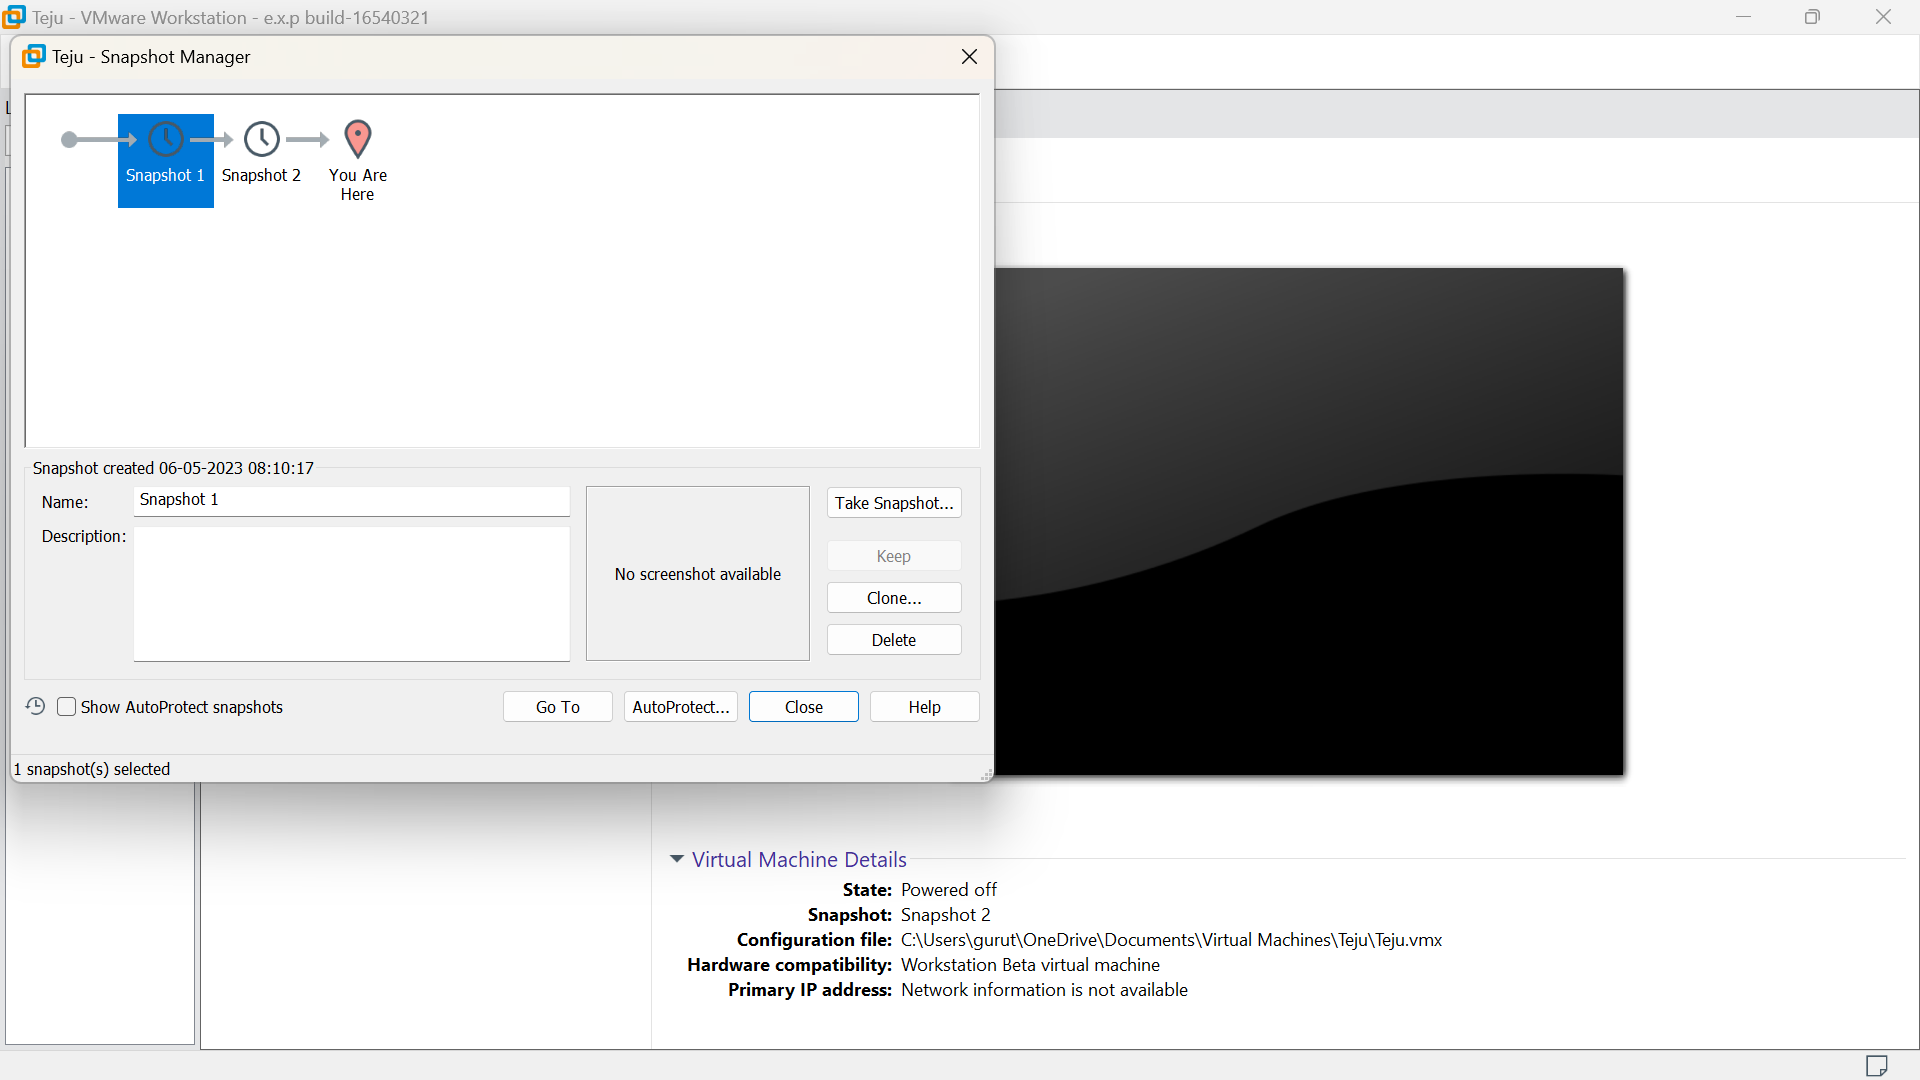 Teju - VMware Workstation - e.x.p build-16540321
Teju - Snapshot Manager
Snapshot 1
Snapshot 2
You Are
Here
Snapshot created 06-05-2023 08:10:17
Name:
Snapshot 1
Description:
No screenshot available
Take Snapshot...
Keep
Clone...
Delete
Show AutoProtect snapshots
Go To
AutoProtect...
Close
Help
1 snapshot(s) selected
Virtual Machine Details
State: Powered off
Snapshot: Snapshot 2
Configuration file: C:\Users\gurut\OneDrive\Documents\Virtual Machines\Teju\Teju.vmx
Hardware compatibility: Workstation Beta virtual machine
Primary IP address: Network information is not available